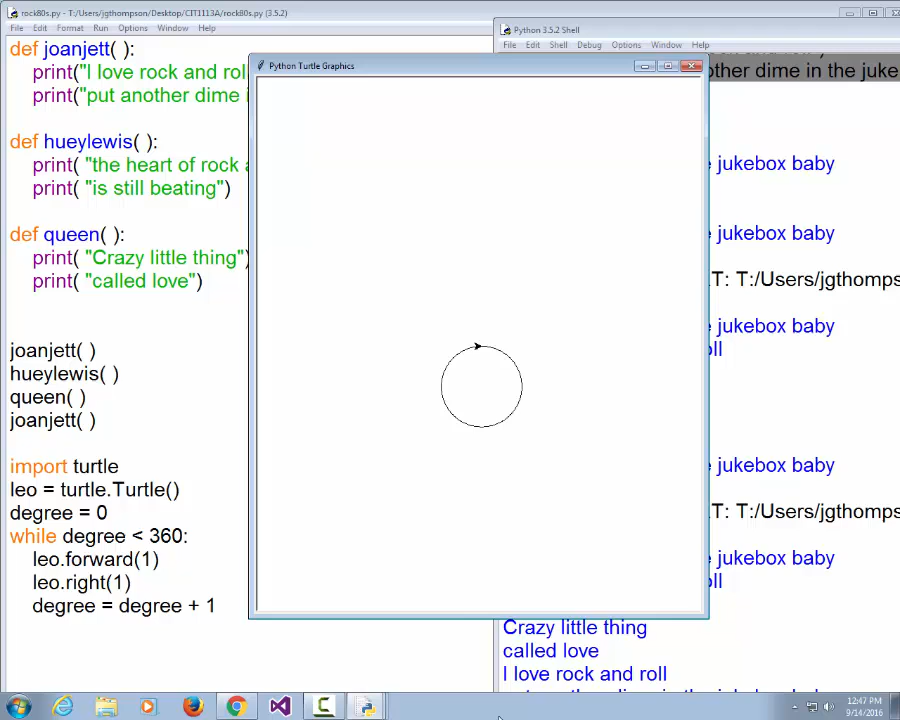 rock80s.py - T:/Users/jgthompson/Desktop/CIT1113A/rock80s.py (3.5.2)
File Edit Format Run Options Window Help
def joanjett( ):
print("I love rock and roll
print("put another dime i
def hueylewis( ):
print( "the heart of rock a
print( "is still beating")
def queen( ):
print( "Crazy little thing")
print( "called love")
joanjett( )
hueylewis( )
queen( )
joanjett( )
import turtle
leo = turtle.Turtle()
degree = 0
while degree < 360:
leo.forward(1)
leo.right(1)
degree = degree + 1
Python Turtle Graphics
Python 3.5.2 Shell
File Edit Shell Debug Options Window Help
other dime in the juke
jukebox baby
jukebox baby
T: T:/Users/jgthomps
jukebox baby
oll
jukebox baby
T: T:/Users/jgthomps
jukebox baby
oll
Crazy little thing
called love
I love rock and roll
12:47 PM
9/14/2016